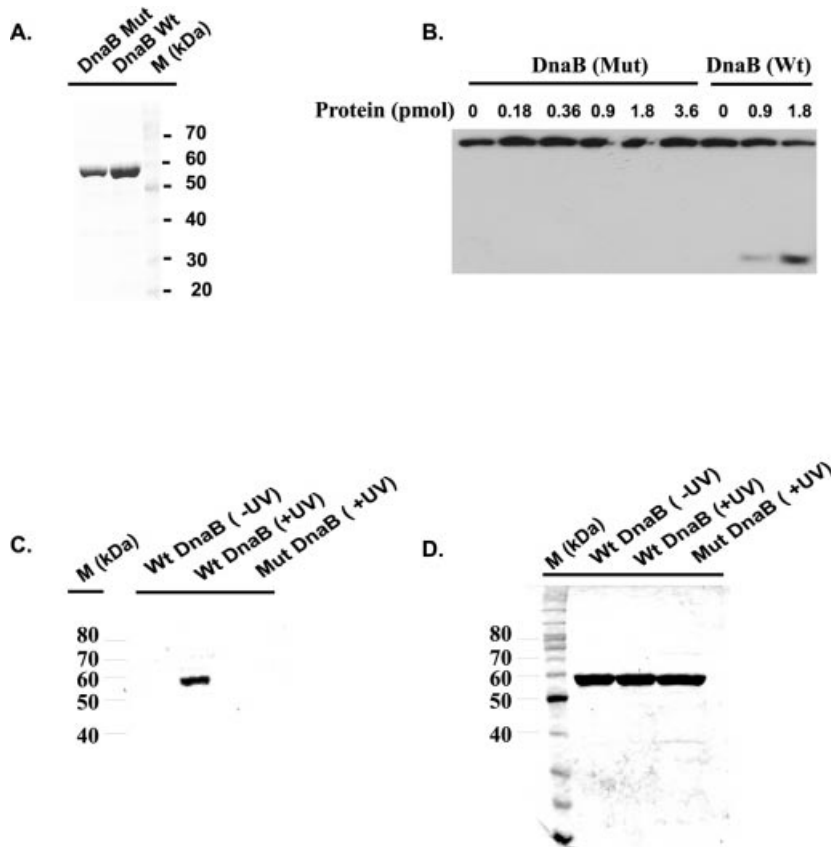 A.
DnaB Mut
DnaB Wt
M (kDa)
70
60
50
40
30
20
B.
DnaB (Mut) DnaB (Wt)
Protein (pmol) 0 0.18 0.36 0.9 1.8 3.6 0 0.9 1.8
C.
M (kDa)
Wt DnaB ( -UV)
Wt DnaB (+UV)
Mut DnaB ( +UV)
80
70
60
50
40
D.
M (kDa)
Wt DnaB ( -UV)
Wt DnaB (+UV)
Mut DnaB ( +UV)
80
70
60
50
40